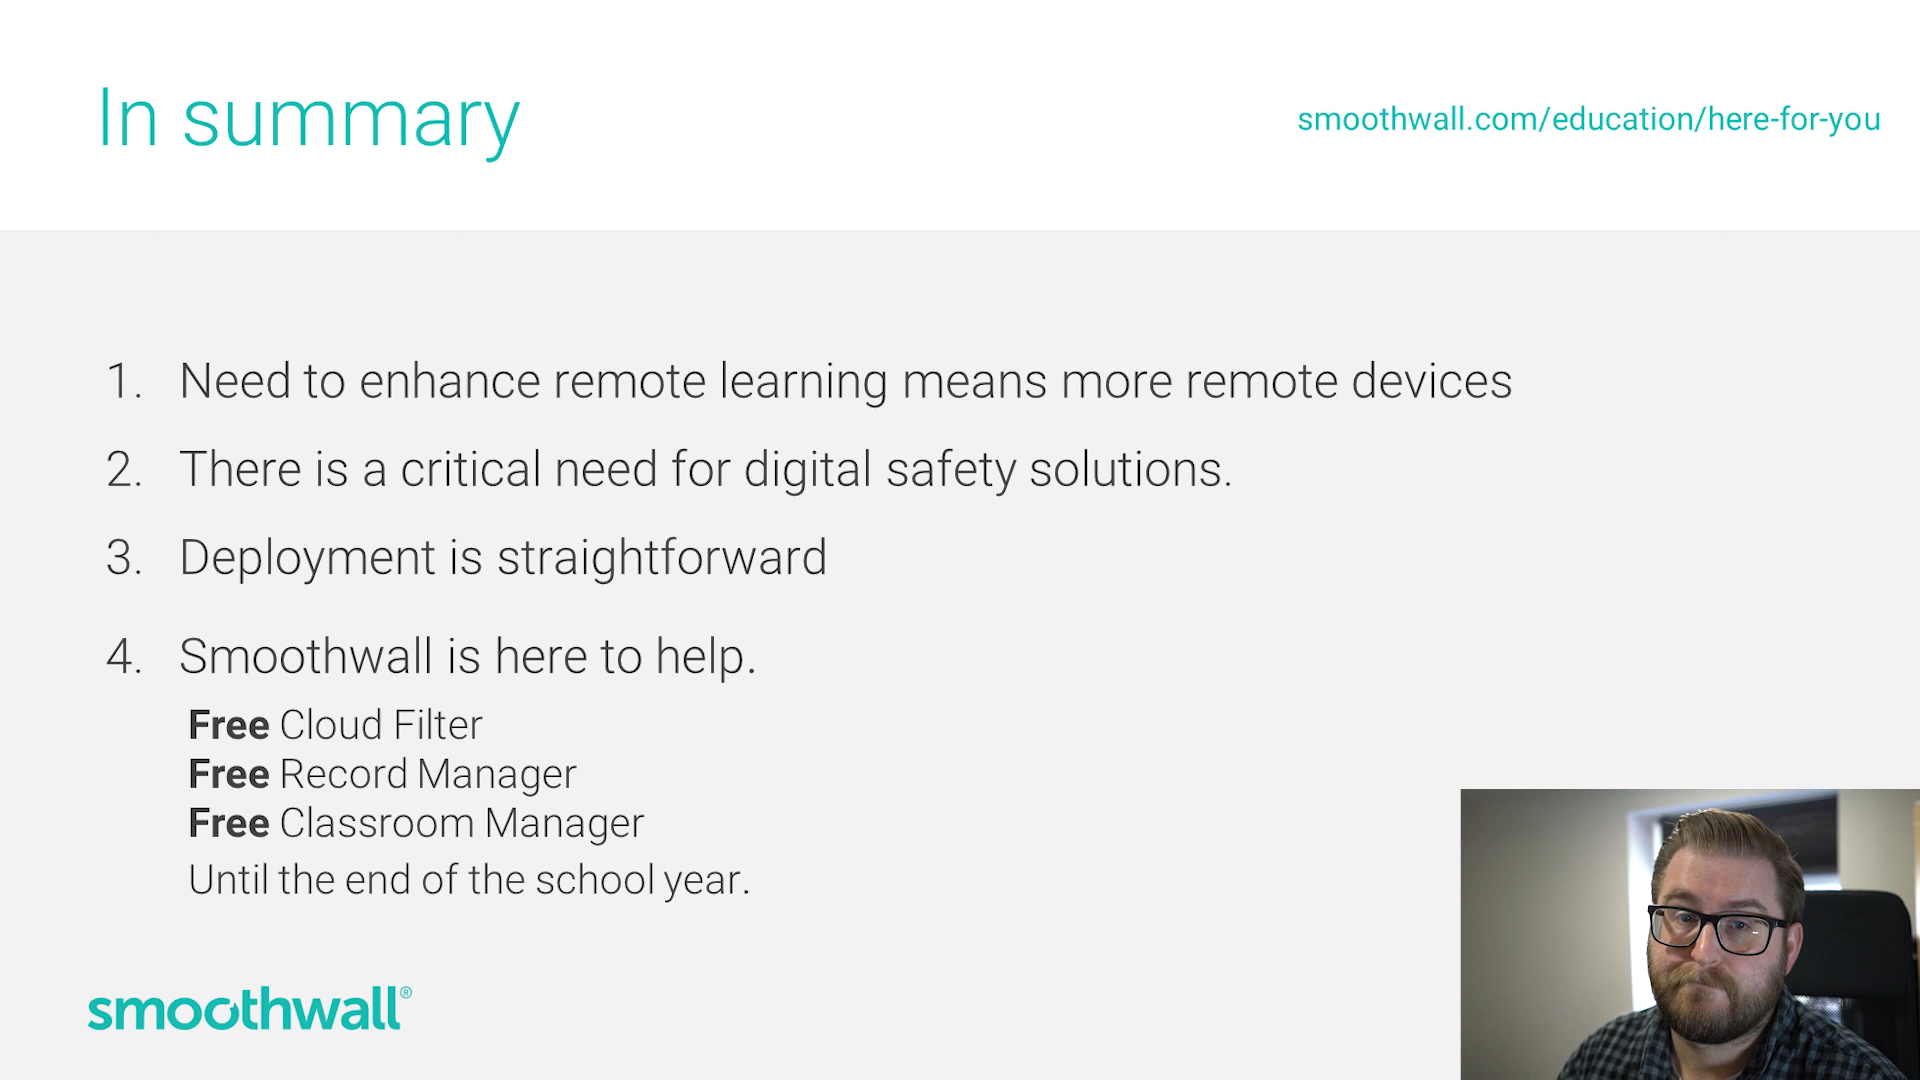 In summary
smoothwall.com/education/here-for-you
1. Need to enhance remote learning means more remote devices
2. There is a critical need for digital safety solutions.
3. Deployment is straightforward
4. Smoothwall is here to help.
Free Cloud Filter
Free Record Manager
Free Classroom Manager
Until the end of the school year.
smoothwall®